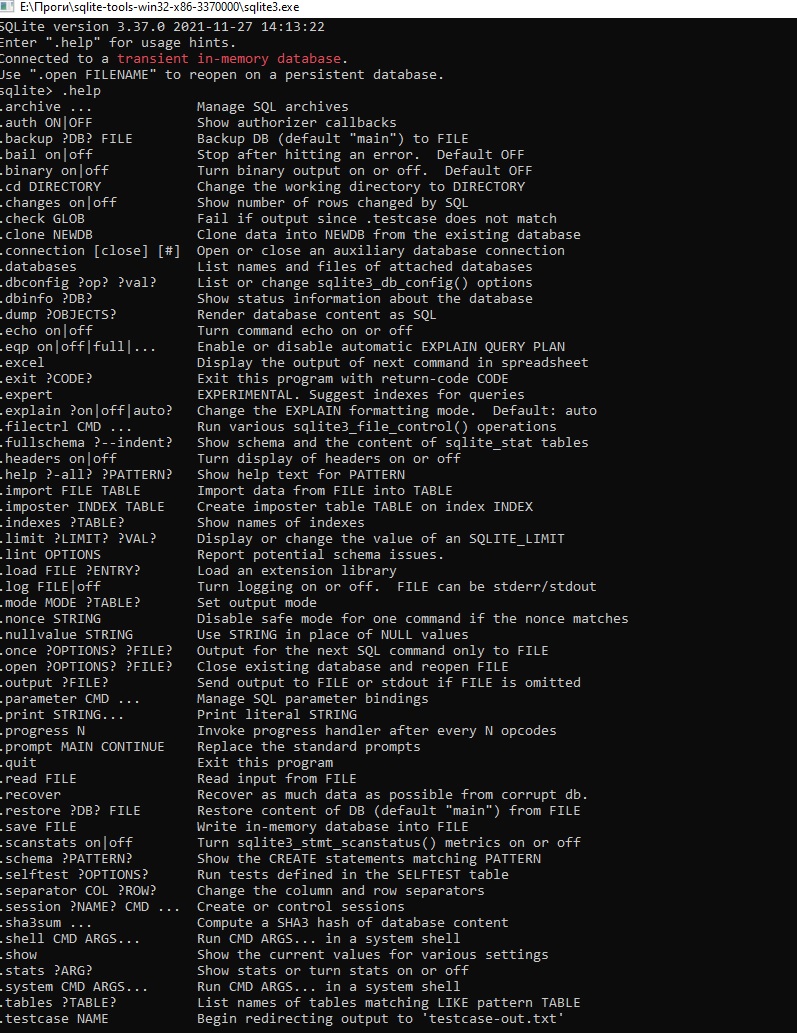 E:\Проги\sqlite-tools-win32-x86-3370000\sqlite3.exe
SQLite version 3.37.0 2021-11-27 14:13:22
Enter ".help" for usage hints.
Connected to a transient in-memory database.
Use ".open FILENAME" to reopen on a persistent database.
sqlite> .help
.archive ...             Manage SQL archives
.auth ON|OFF             Show authorizer callbacks
.backup ?DB? FILE        Backup DB (default "main") to FILE
.bail on|off             Stop after hitting an error.  Default OFF
.binary on|off           Turn binary output on or off.  Default OFF
.cd DIRECTORY            Change the working directory to DIRECTORY
.changes on|off          Show number of rows changed by SQL
.check GLOB              Fail if output since .testcase does not match
.clone NEWDB             Clone data into NEWDB from the existing database
.connection [close] [#]  Open or close an auxiliary database connection
.databases               List names and files of attached databases
.dbconfig ?op? ?val?     List or change sqlite3_db_config() options
.dbinfo ?DB?             Show status information about the database
.dump ?OBJECTS?          Render database content as SQL
.echo on|off             Turn command echo on or off
.eqp on|off|full|...     Enable or disable automatic EXPLAIN QUERY PLAN
.excel                   Display the output of next command in spreadsheet
.exit ?CODE?             Exit this program with return-code CODE
.expert                  EXPERIMENTAL. Suggest indexes for queries
.explain ?on|off|auto?   Change the EXPLAIN formatting mode.  Default: auto
.filectrl CMD ...        Run various sqlite3_file_control() operations
.fullschema ?--indent?   Show schema and the content of sqlite_stat tables
.headers on|off          Turn display of headers on or off
.help ?-all? ?PATTERN?   Show help text for PATTERN
.import FILE TABLE       Import data from FILE into TABLE
.imposter INDEX TABLE    Create imposter table TABLE on index INDEX
.indexes ?TABLE?         Show names of indexes
.limit ?LIMIT? ?VAL?     Display or change the value of an SQLITE_LIMIT
.lint OPTIONS            Report potential schema issues.
.load FILE ?ENTRY?       Load an extension library
.log FILE|off            Turn logging on or off.  FILE can be stderr/stdout
.mode MODE ?TABLE?       Set output mode
.nonce STRING            Disable safe mode for one command if the nonce matches
.nullvalue STRING        Use STRING in place of NULL values
.once ?OPTIONS? ?FILE?   Output for the next SQL command only to FILE
.open ?OPTIONS? ?FILE?   Close existing database and reopen FILE
.output ?FILE?           Send output to FILE or stdout if FILE is omitted
.parameter CMD ...       Manage SQL parameter bindings
.print STRING...         Print literal STRING
.progress N              Invoke progress handler after every N opcodes
.prompt MAIN CONTINUE    Replace the standard prompts
.quit                    Exit this program
.read FILE               Read input from FILE
.recover                 Recover as much data as possible from corrupt db.
.restore ?DB? FILE       Restore content of DB (default "main") from FILE
.save FILE               Write in-memory database into FILE
.scanstats on|off        Turn sqlite3_stmt_scanstatus() metrics on or off
.schema ?PATTERN?        Show the CREATE statements matching PATTERN
.selftest ?OPTIONS?      Run tests defined in the SELFTEST table
.separator COL ?ROW?     Change the column and row separators
.session ?NAME? CMD ...  Create or control sessions
.sha3sum ...             Compute a SHA3 hash of database content
.shell CMD ARGS...       Run CMD ARGS... in a system shell
.show                    Show the current values for various settings
.stats ?ARG?             Show stats or turn stats on or off
.system CMD ARGS...      Run CMD ARGS... in a system shell
.tables ?TABLE?          List names of tables matching LIKE pattern TABLE
.testcase NAME           Begin redirecting output to 'testcase-out.txt'